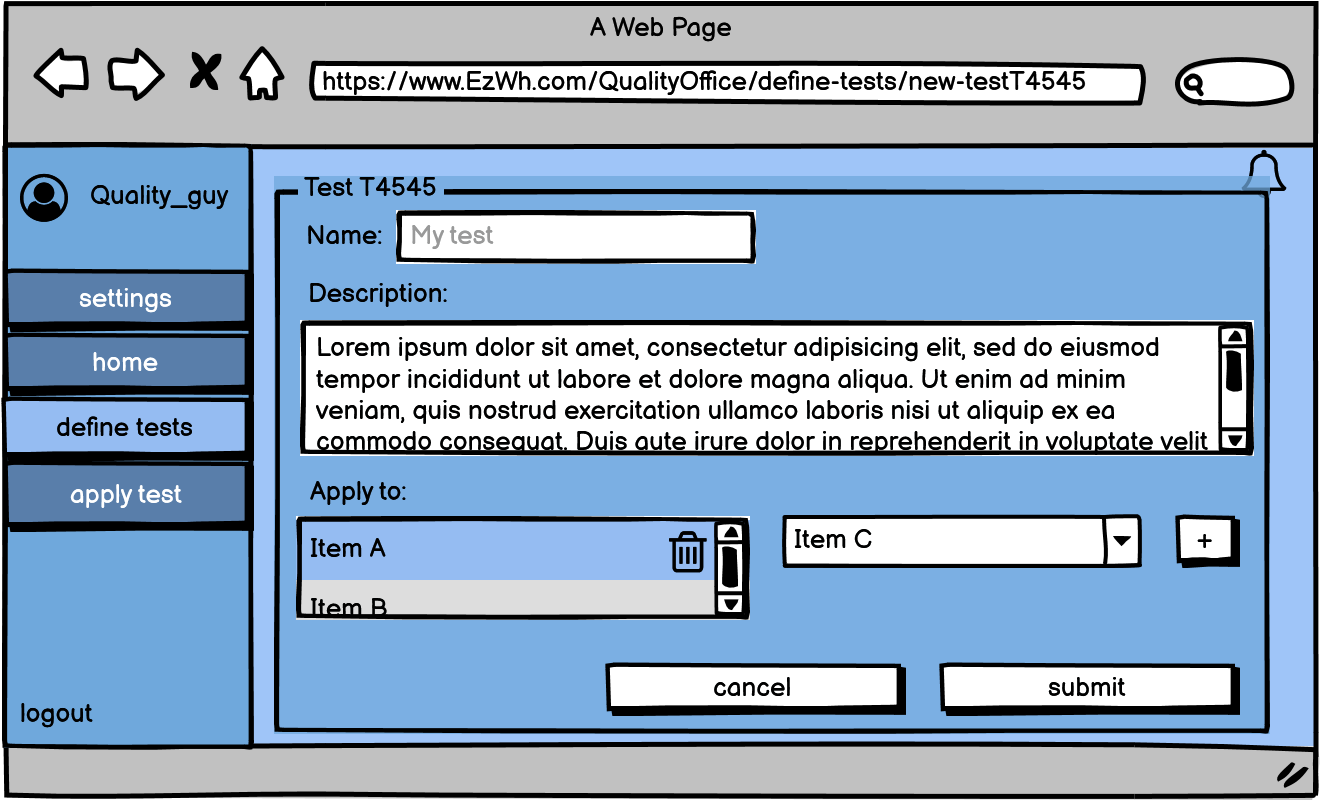 A Web Page
https://www.EzWh.com/QualityOffice/define-tests/new-testT4545
Quality_guy
settings
home
define tests
apply test
logout
Test T4545
Name: My test
Description:
Lorem ipsum dolor sit amet, consectetur adipisicing elit, sed do eiusmod
tempor incididunt ut labore et dolore magna aliqua. Ut enim ad minim
veniam, quis nostrud exercitation ullamco laboris nisi ut aliquip ex ea
commodo consequat. Duis aute irure dolor in reprehenderit in voluptate velit
Apply to:
Item A
Item B
Item C
+
cancel
submit